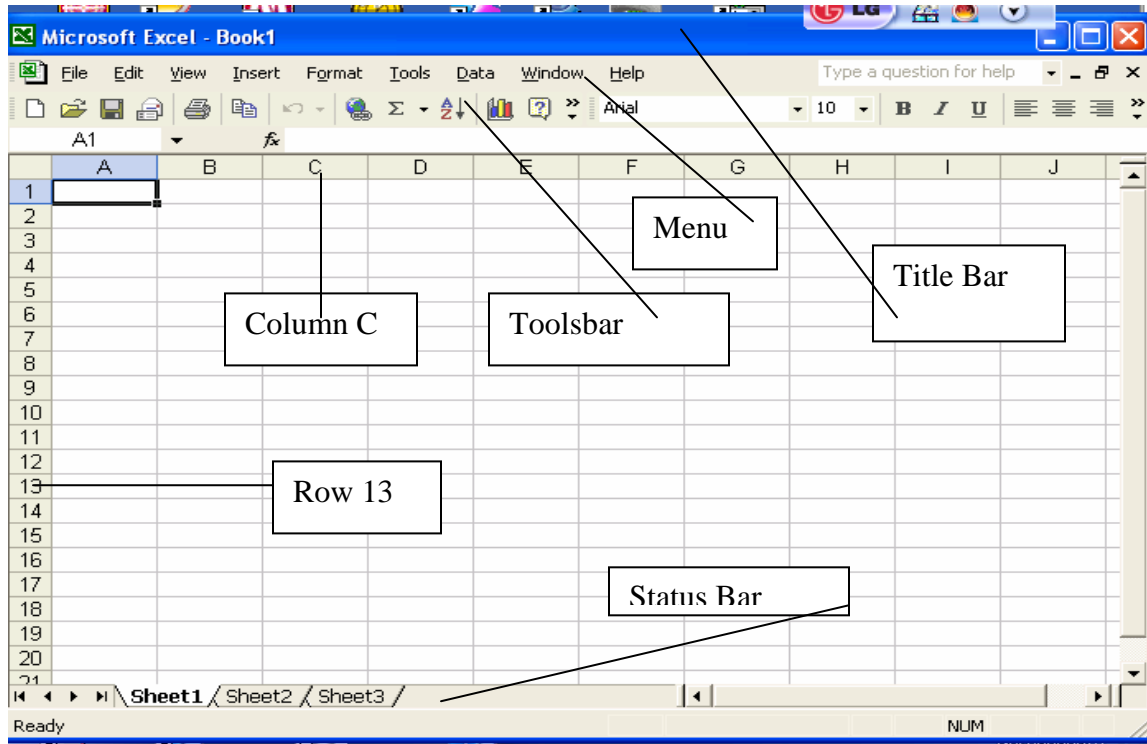 LG
Microsoft Excel - Book1
File Edit View Insert Format Tools Data Window Help Type a question for help
Σ Arial 10 B I U
A1 fx
A B C D E F G H I J
1
2
3
4
5
6
7
8
9
10
11
12
13
14
15
16
17
18
19
20
21
Menu
Title Bar
Column C
Toolsbar
Row 13
Status Bar
Sheet1 Sheet2 Sheet3
Ready NUM